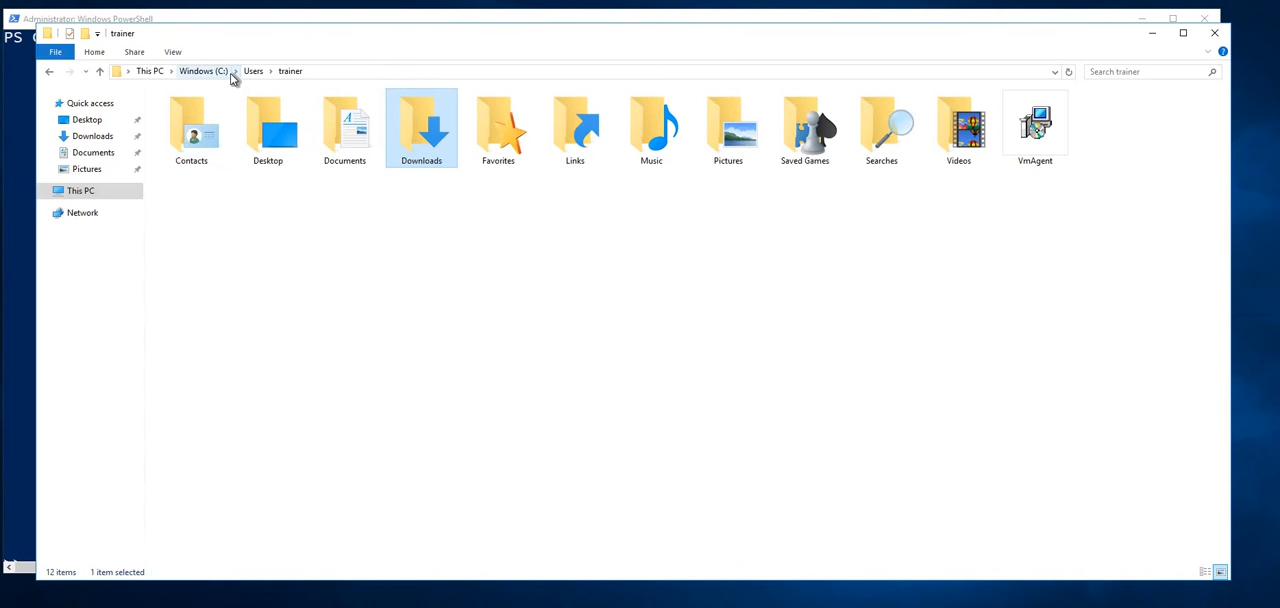 Administrator: Windows PowerShell
PS
trainer
File Home Share View
This PC Windows (C:) Users trainer
Search trainer
Quick access
Desktop
Downloads
Documents
Pictures
This PC
Network
Contacts Desktop Documents Downloads Favorites Links Music Pictures Saved Games Searches Videos VmAgent
12 items 1 item selected